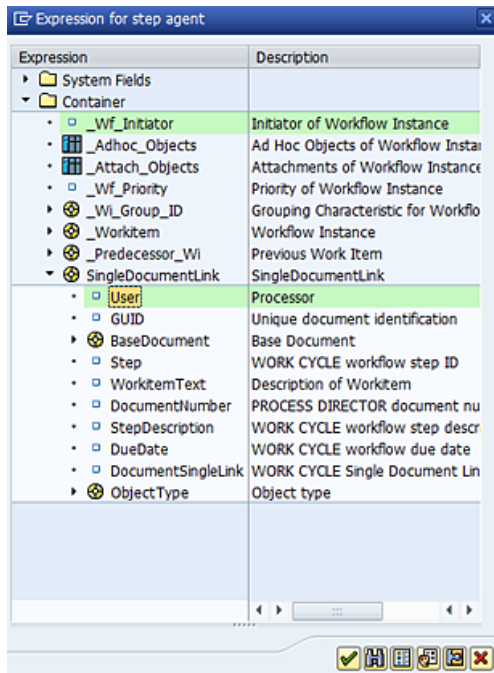 Expression for step agent
Expression Description
System Fields
Container
_Wf_Initiator Initiator of Workflow Instance
_Adhoc_Objects Ad Hoc Objects of Workflow Instan
_Attach_Objects Attachments of Workflow Instance
_Wf_Priority Priority of Workflow Instance
_Wi_Group_ID Grouping Characteristic for Workflo
_Workitem Workflow Instance
_Predecessor_Wi Previous Work Item
SingleDocumentLink SingleDocumentLink
User Processor
GUID Unique document identification
BaseDocument Base Document
Step WORK CYCLE workflow step ID
WorkitemText Description of Workitem
DocumentNumber PROCESS DIRECTOR document nu
StepDescription WORK CYCLE workflow step descr
DueDate WORK CYCLE workflow due date
DocumentSingleLink WORK CYCLE Single Document Lin
ObjectType Object type